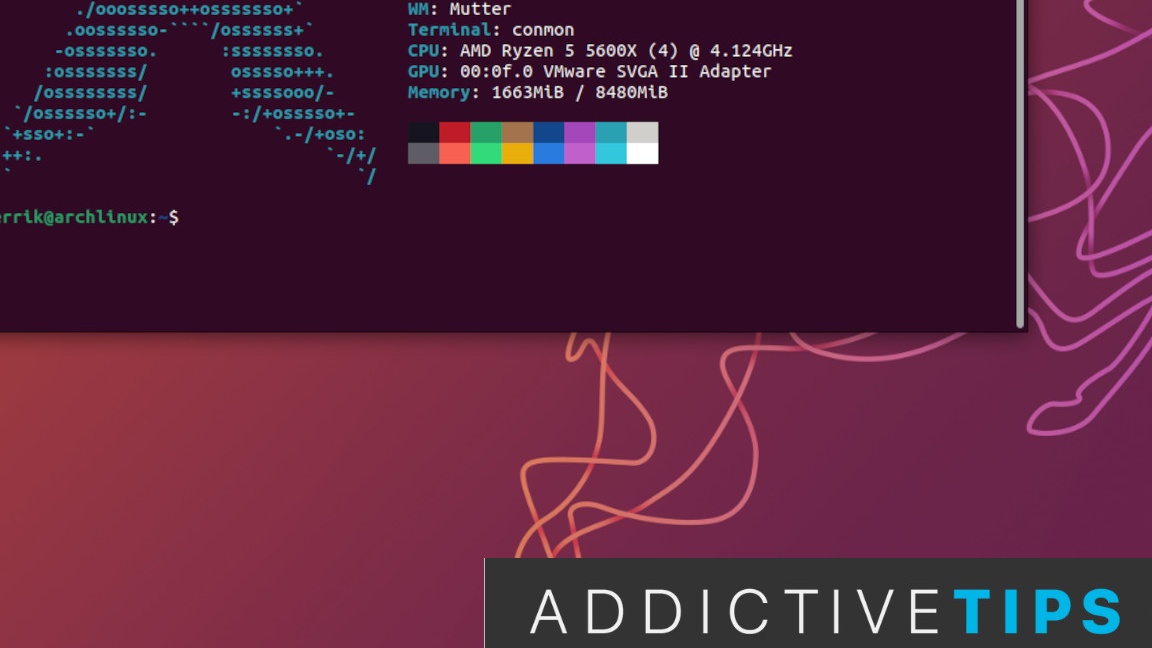 ./ooosssso++osssssso+`
WM: Mutter
.oossssso-````/ossssss+`
Terminal: conmon
-osssssso. :ssssssso.
CPU: AMD Ryzen 5 5600X (4) @ 4.124GHz
:osssssss/ osssso+++.
GPU: 00:0f.0 VMware SVGA II Adapter
/ossssssss/ +ssssooo/-
Memory: 1663MiB / 8480MiB
`/ossssso+/:- -:/+osssso+-
`+sso+:-` `.-/+oso:
++:. `-/+/
` `/
errik@archlinux:~$
ADDICTIVETIPS